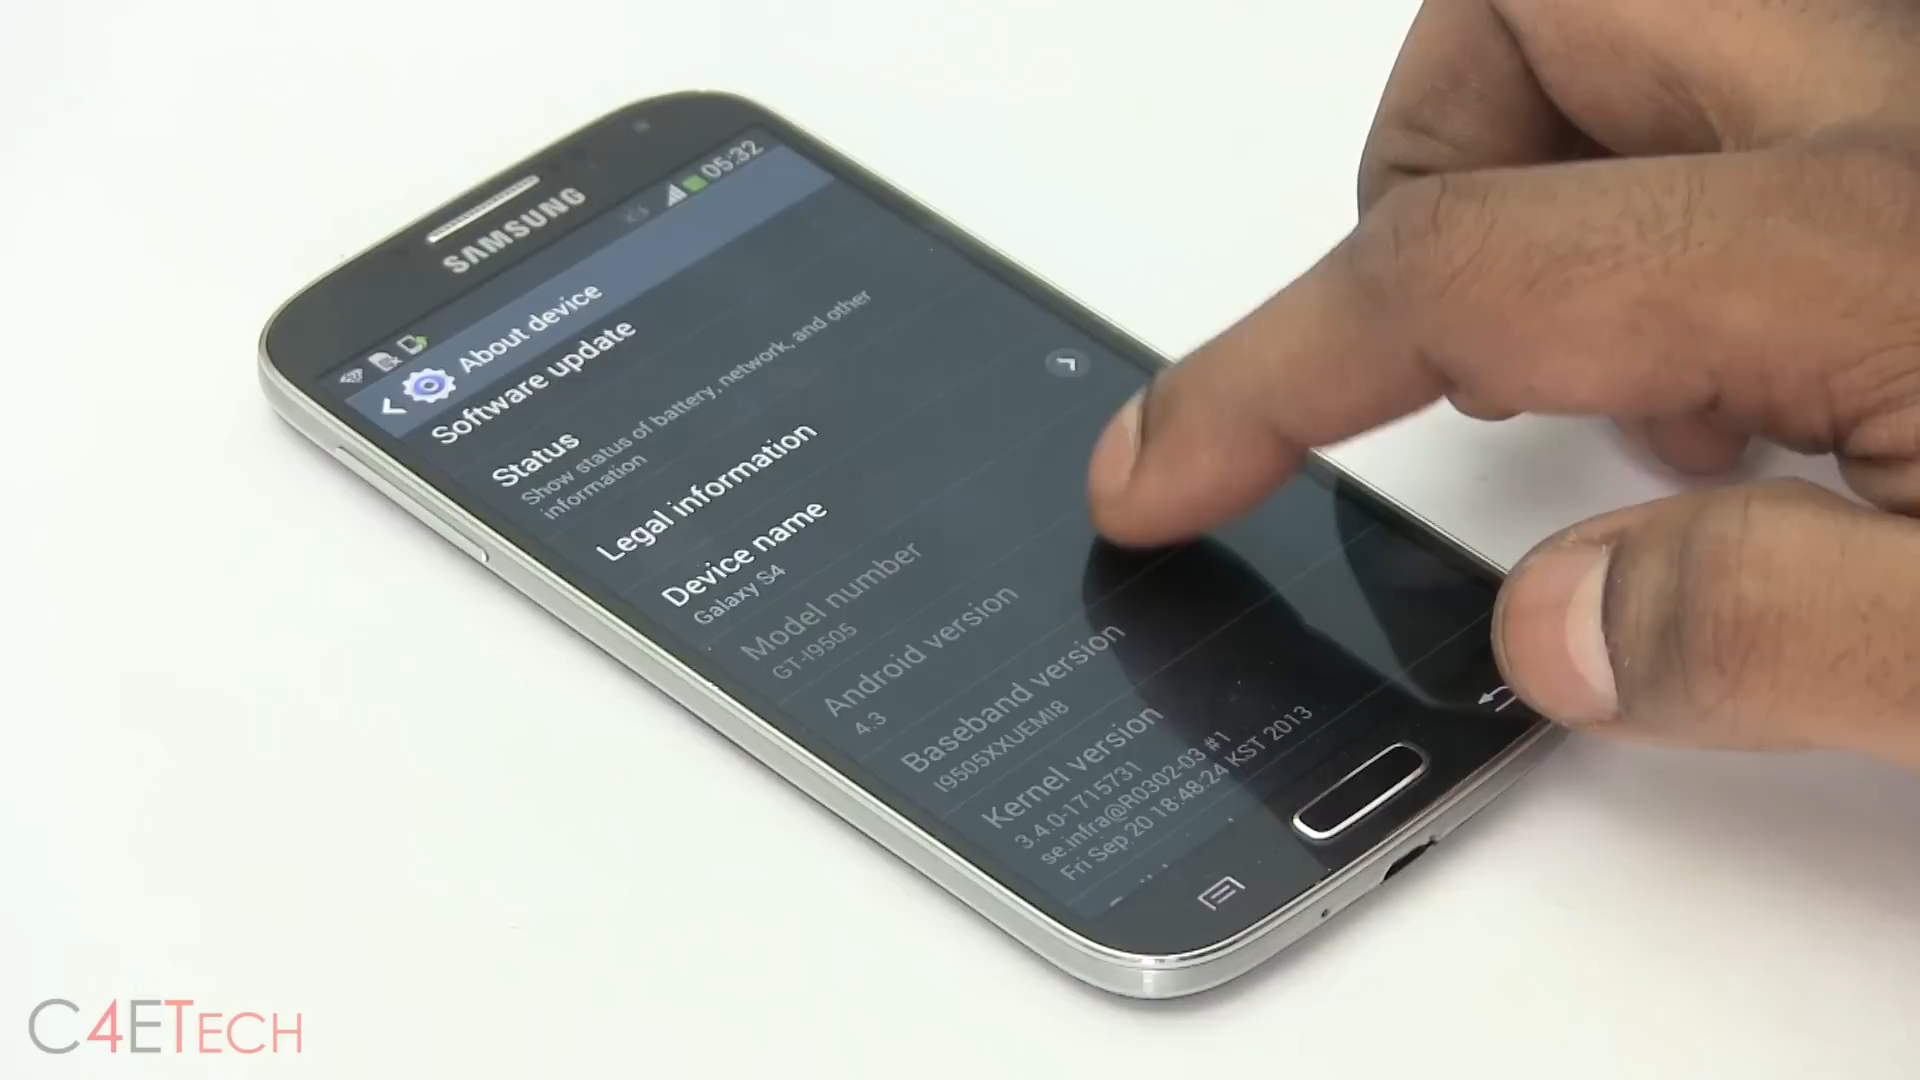 SAMSUNG
05:32
About device
Software update
Status
Show status of battery, network, and other
information
Legal information
Device name
Galaxy S4
Model number
GT-I9505
Android version
4.3
Baseband version
I9505XXUEMI8
Kernel version
3.4.0-1715731
se.infra@R0302-03 #1
Fri Sep 20 18:48:24 KST 2013
C4ETECH